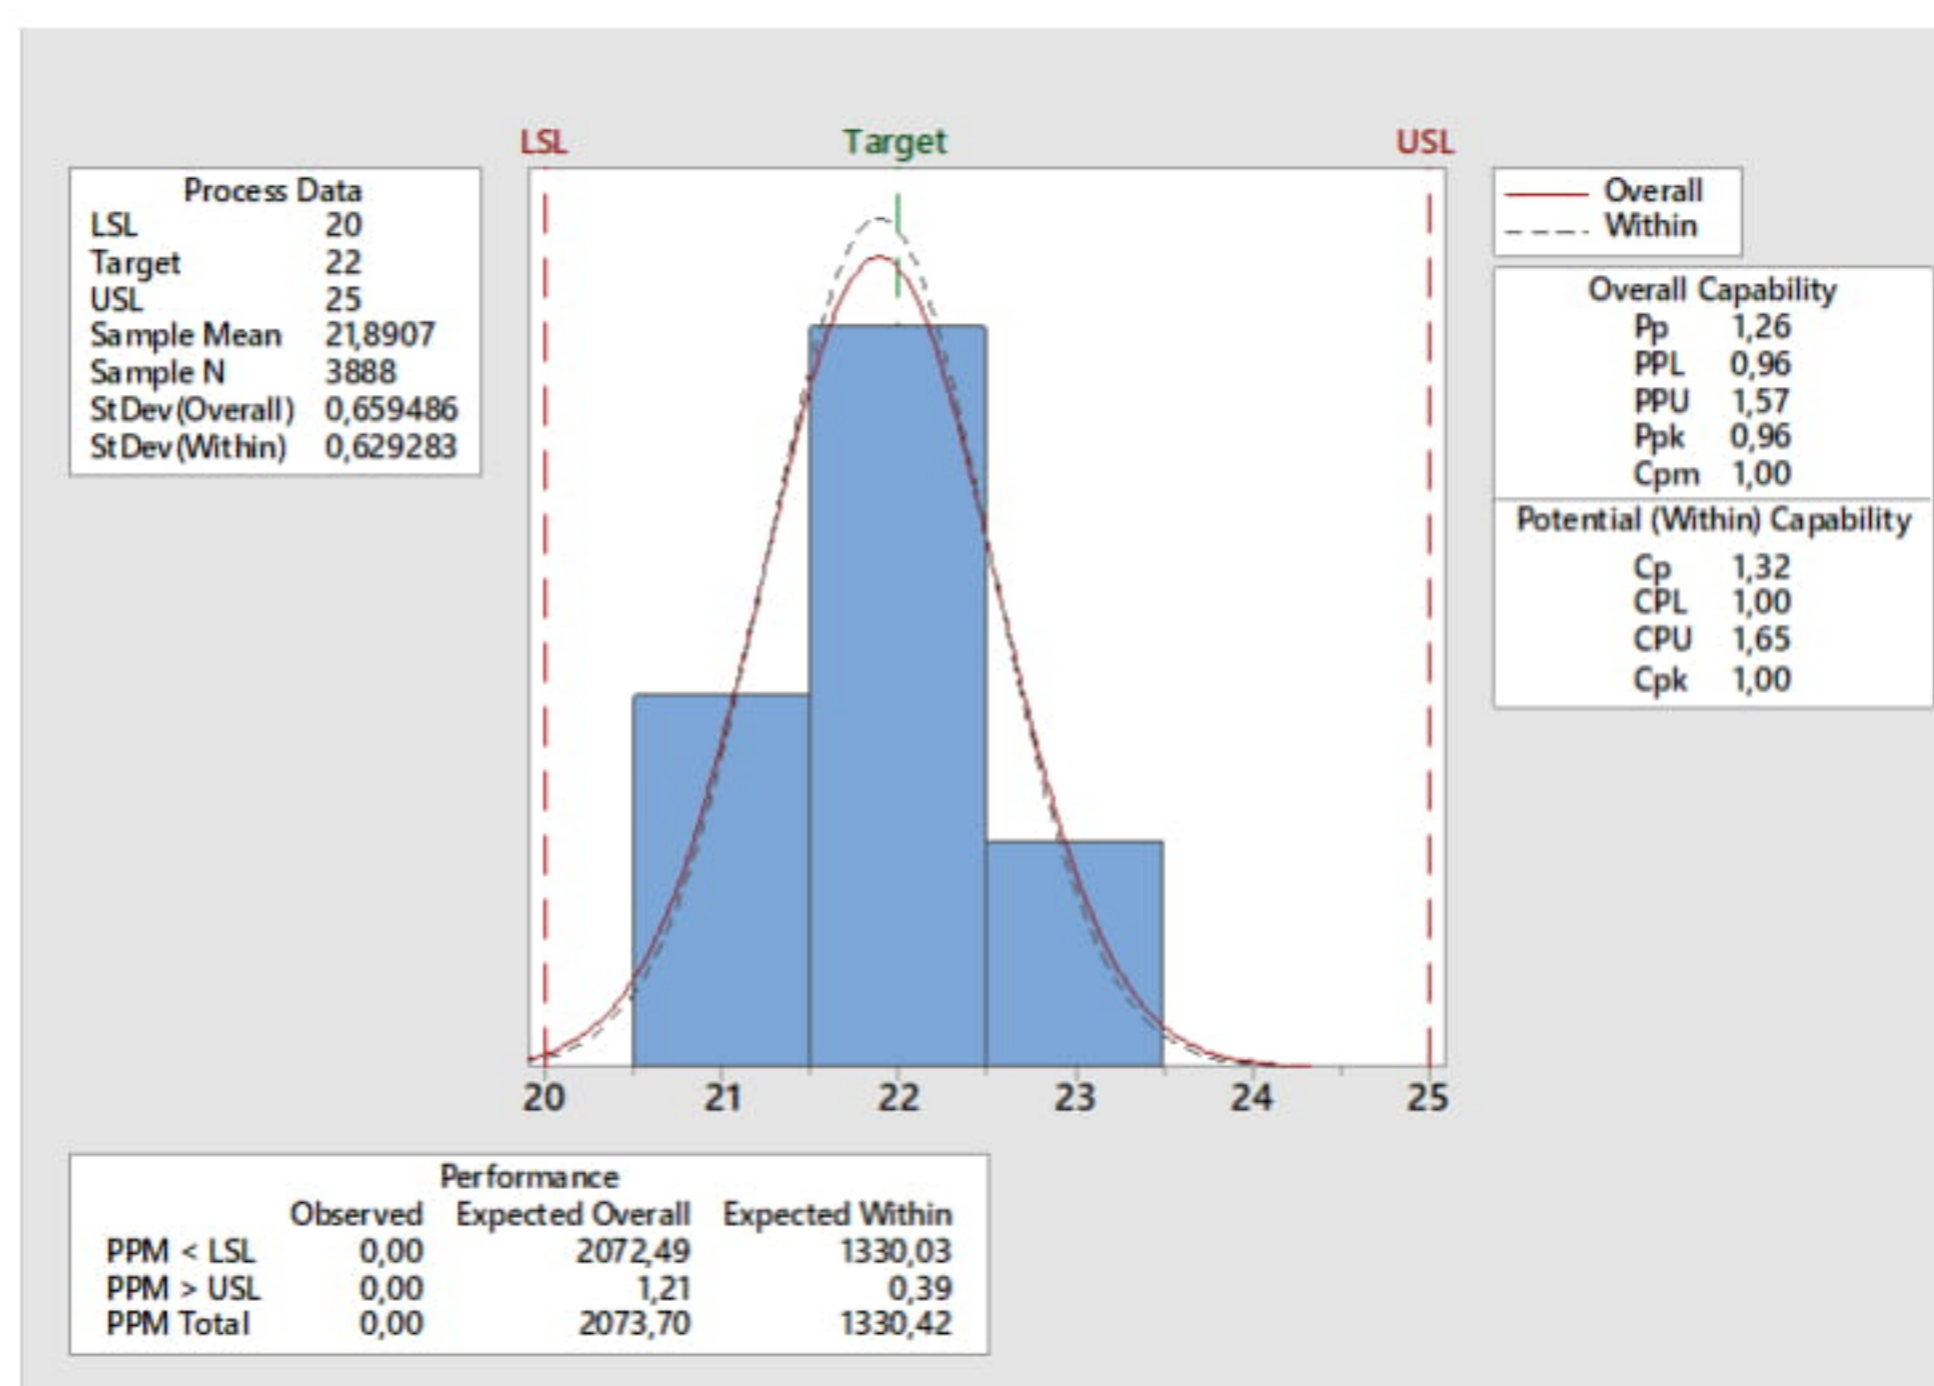 LSL Target USL
Process Data
LSL 20
Target 22
USL 25
Sample Mean 21,8907
Sample N 3888
StDev(Overall) 0,659486
StDev(Within) 0,629283
Overall
Within
Overall Capability
Pp 1,26
PPL 0,96
PPU 1,57
Ppk 0,96
Cpm 1,00
Potential (Within) Capability
Cp 1,32
CPL 1,00
CPU 1,65
Cpk 1,00
20 21 22 23 24 25
Performance
Observed Expected Overall Expected Within
PPM < LSL 0,00 2072,49 1330,03
PPM > USL 0,00 1,21 0,39
PPM Total 0,00 2073,70 1330,42